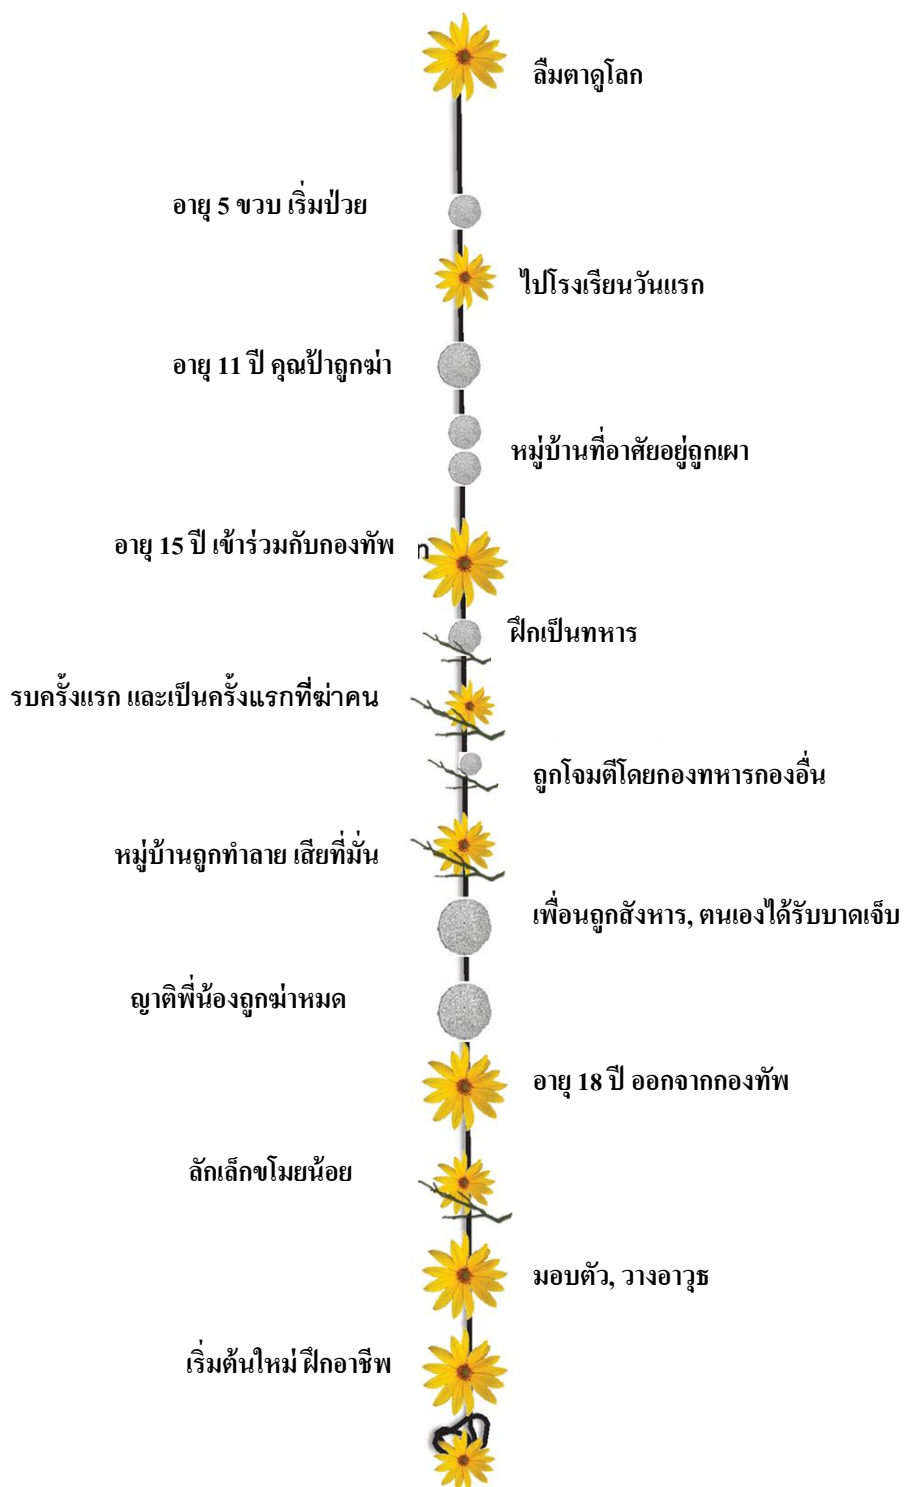 ลืมตาดูโลก
อายุ 5 ขวบ เริ่มป่วย
ไปโรงเรียนวันแรก
อายุ 11 ปี คุณป้าถูกฆ่า
หมู่บ้านที่อาศัยอยู่ถูกเผา
อายุ 15 ปี เข้าร่วมกับกองทัพ
n
ฝึกเป็นทหาร
รบครั้งแรก และเป็นครั้งแรกที่ฆ่าคน
ถูกโจมตีโดยกองทหารกองอื่น
หมู่บ้านถูกทำลาย เสียที่มั่น
เพื่อนถูกสังหาร, ตนเองได้รับบาดเจ็บ
ญาติพี่น้องถูกฆ่าหมด
อายุ 18 ปี ออกจากกองทัพ
ลักเล็กขโมยน้อย
มอบตัว, วางอาวุธ
เริ่มต้นใหม่ ฝึกอาชีพ